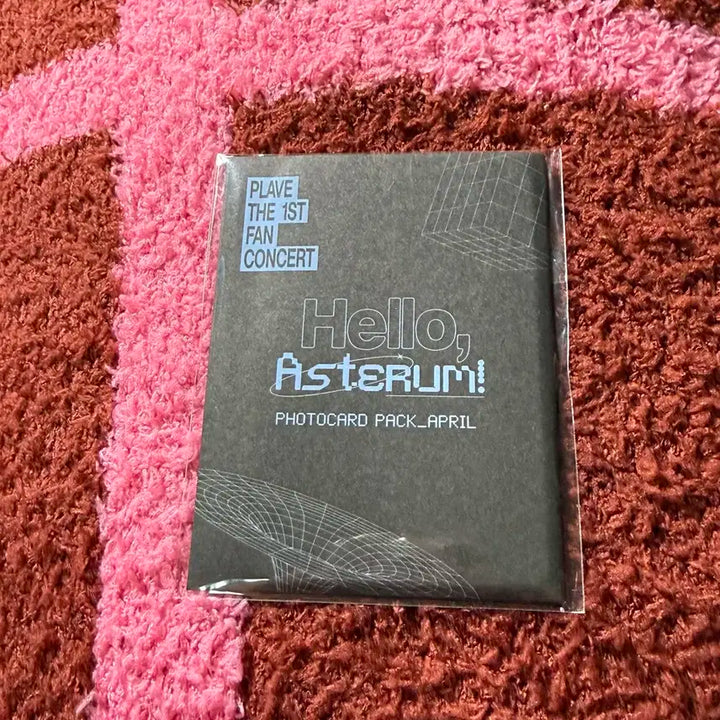 PLAVE
THE 1ST
FAN
CONCERT
Hello,
Asterum!
PHOTOCARD PACK_APRIL